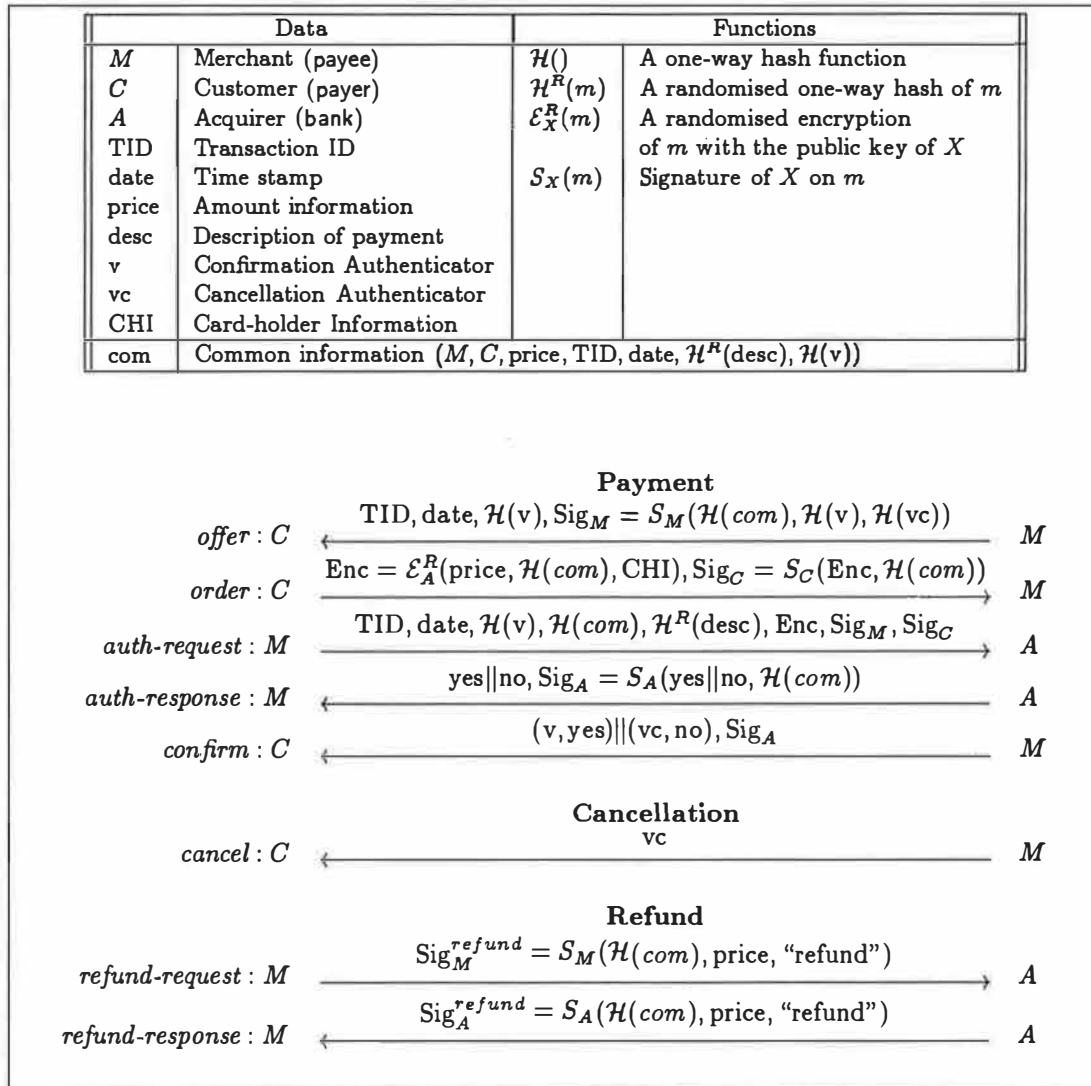 Data Functions
M Merchant (payee) ℋ() A one-way hash function
C Customer (payer) ℋ^R(m) A randomised one-way hash of m
A Acquirer (bank) ℰ_X^R(m) A randomised encryption
TID Transaction ID of m with the public key of X
date Time stamp S_X(m) Signature of X on m
price Amount information
desc Description of payment
v Confirmation Authenticator
vc Cancellation Authenticator
CHI Card-holder Information
com Common information (M, C, price, TID, date, ℋ^R(desc), ℋ(v))
Payment
TID, date, ℋ(v), Sig_M = S_M(ℋ(com), ℋ(v), ℋ(vc))
offer : C M
Enc = ℰ_A^R(price, ℋ(com), CHI), Sig_C = S_C(Enc, ℋ(com))
order : C M
TID, date, ℋ(v), ℋ(com), ℋ^R(desc), Enc, Sig_M, Sig_C
auth-request : M A
yes||no, Sig_A = S_A(yes||no, ℋ(com))
auth-response : M A
(v, yes)||(vc, no), Sig_A
confirm : C M
Cancellation
vc
cancel : C M
Refund
Sig_M^refund = S_M(ℋ(com), price, “refund”)
refund-request : M A
Sig_A^refund = S_A(ℋ(com), price, “refund”)
refund-response : M A